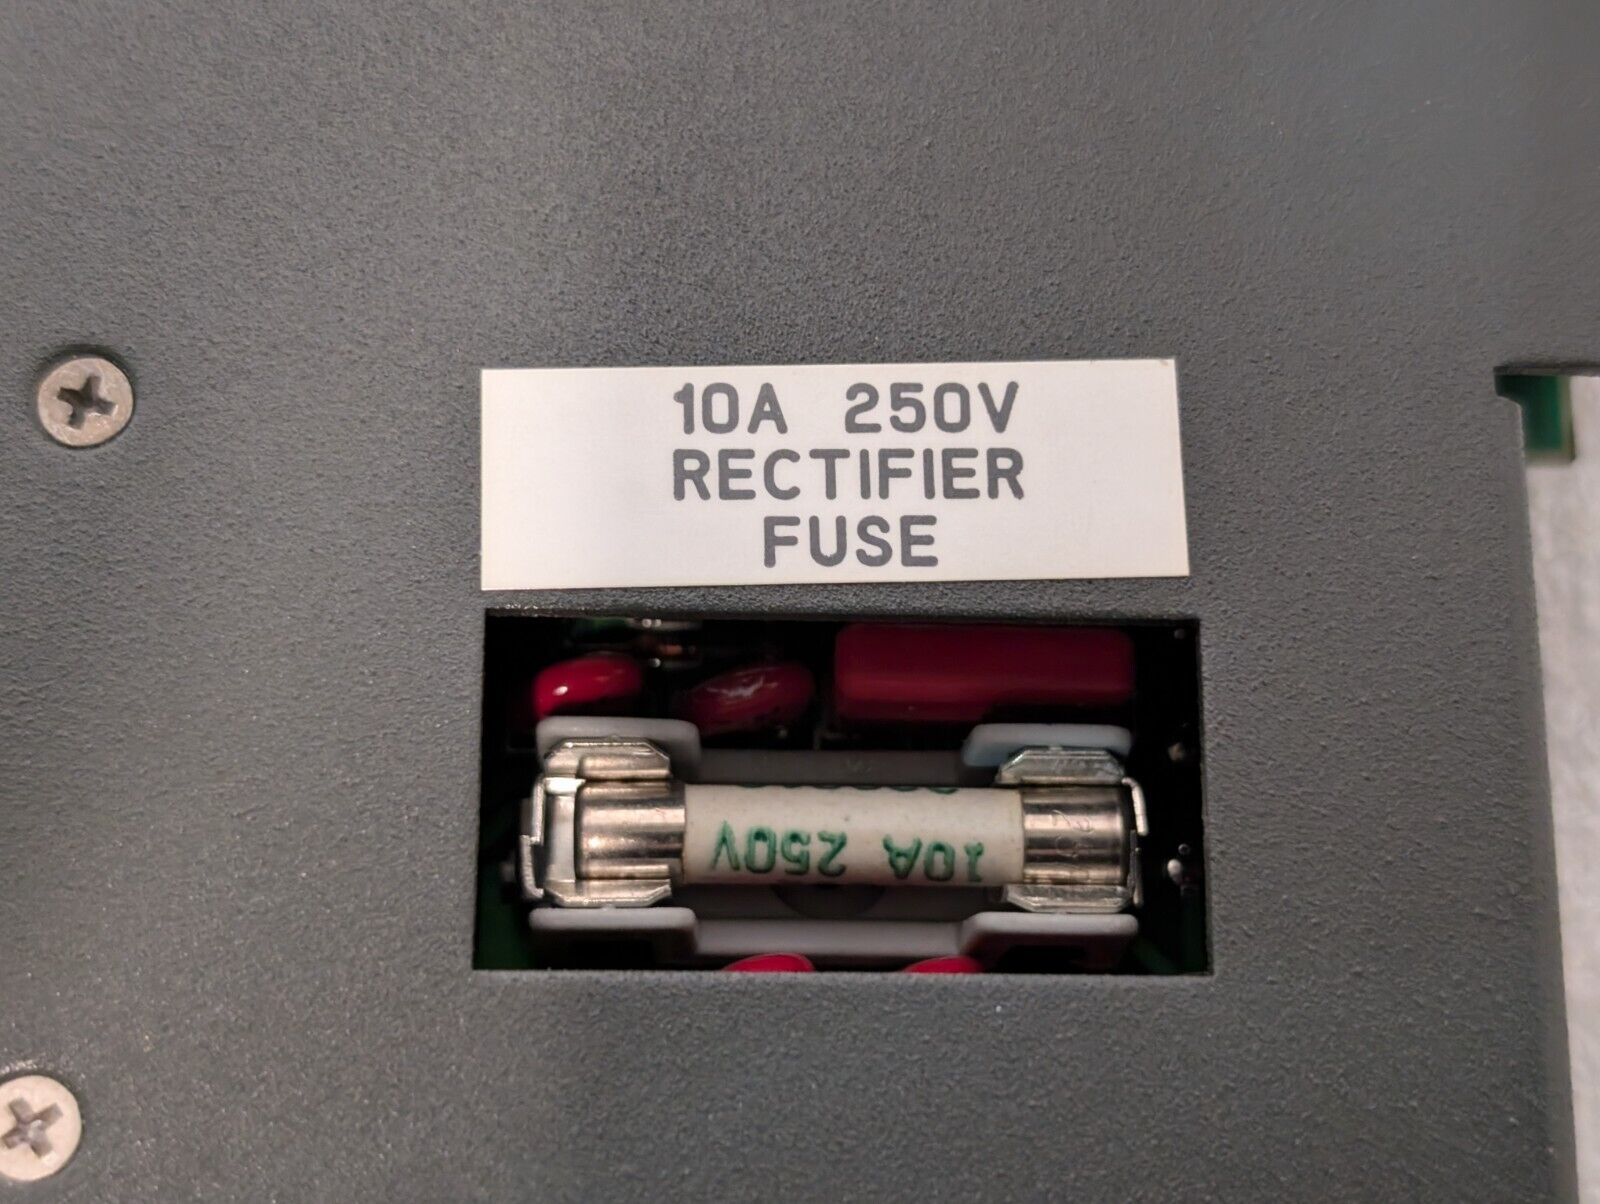 10A 250V
RECTIFIER
FUSE
10A 250V